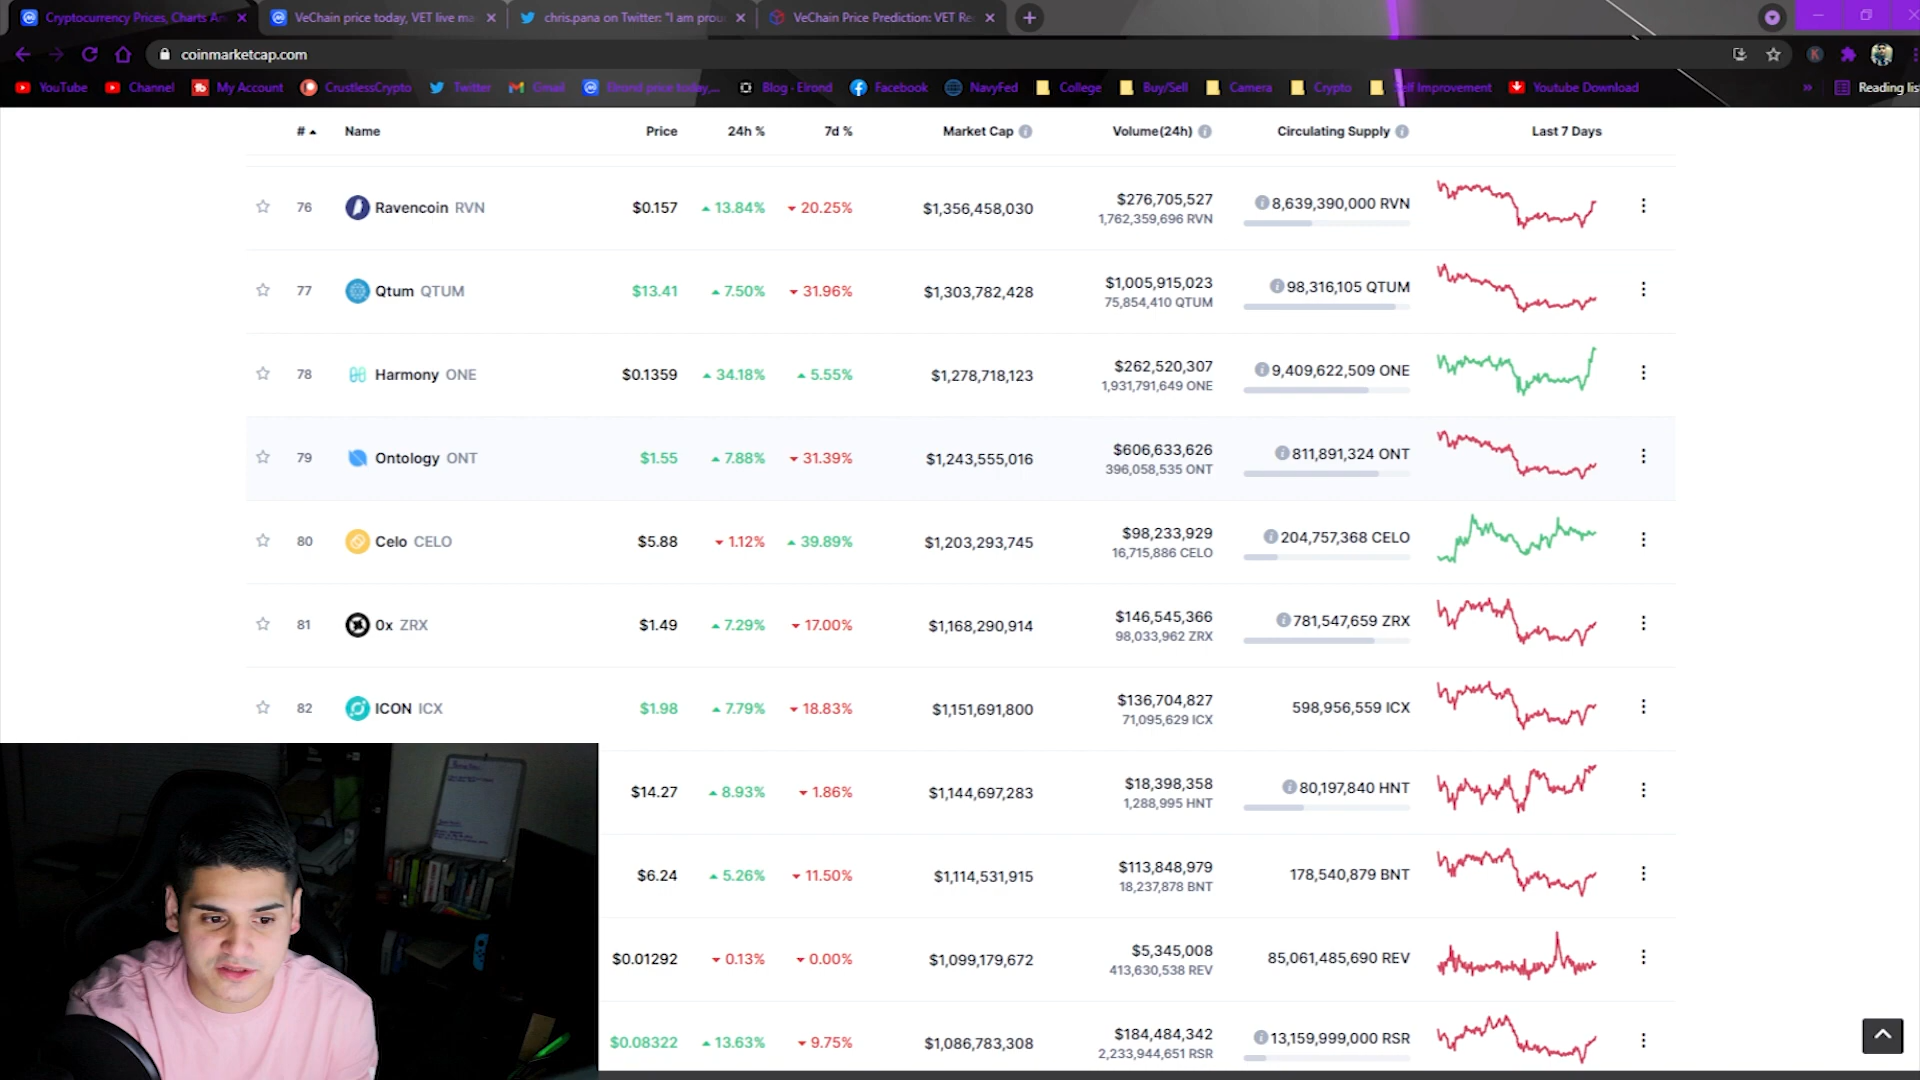 Cryptocurrency Prices, Charts An
VeChain price today, VET live ma
chris.pana on Twitter: "I am prou
VeChain Price Prediction: VET Re
coinmarketcap.com
YouTube
Channel
My Account
CrustlessCrypto
Twitter
Gmail
Elrond price today,...
Blog - Elrond
Facebook
NavyFed
College
Buy/Sell
Camera
Crypto
Self Improvement
Youtube Download
»
Reading list
# Name Price 24h % 7d % Market Cap Volume(24h) Circulating Supply Last 7 Days
76 Ravencoin RVN $0.157 13.84% 20.25% $1,356,458,030 $276,705,527 8,639,390,000 RVN
1,762,359,696 RVN
77 Qtum QTUM $13.41 7.50% 31.96% $1,303,782,428 $1,005,915,023 98,316,105 QTUM
75,854,410 QTUM
78 Harmony ONE $0.1359 34.18% 5.55% $1,278,718,123 $262,520,307 9,409,622,509 ONE
1,931,791,649 ONE
79 Ontology ONT $1.55 7.88% 31.39% $1,243,555,016 $606,633,626 811,891,324 ONT
396,058,535 ONT
80 Celo CELO $5.88 1.12% 39.89% $1,203,293,745 $98,233,929 204,757,368 CELO
16,715,886 CELO
81 0x ZRX $1.49 7.29% 17.00% $1,168,290,914 $146,545,366 781,547,659 ZRX
98,033,962 ZRX
82 ICON ICX $1.98 7.79% 18.83% $1,151,691,800 $136,704,827 598,956,559 ICX
71,095,629 ICX
$14.27 8.93% 1.86% $1,144,697,283 $18,398,358 80,197,840 HNT
1,288,995 HNT
$6.24 5.26% 11.50% $1,114,531,915 $113,848,979 178,540,879 BNT
18,237,878 BNT
$0.01292 0.13% 0.00% $1,099,179,672 $5,345,008 85,061,485,690 REV
413,630,538 REV
$0.08322 13.63% 9.75% $1,086,783,308 $184,484,342 13,159,999,000 RSR
2,233,944,651 RSR